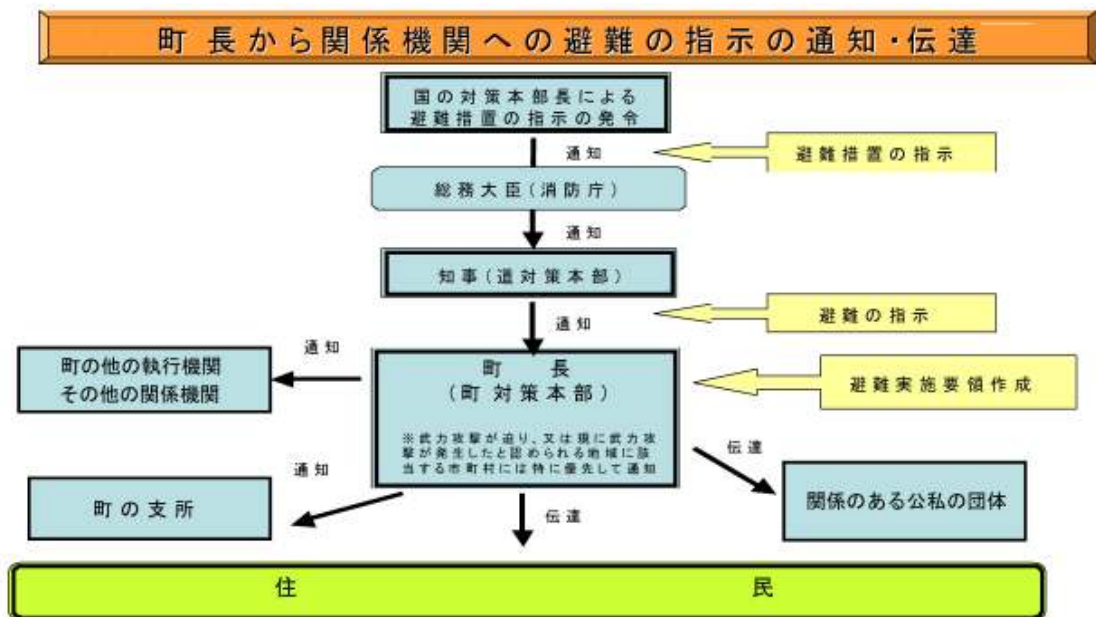 町長から関係機関への避難の指示の通知・伝達
国の対策本部長による
避難措置の指示の発令
通知
避難措置の指示
総務大臣(消防庁)
通知
知事(道対策本部)
通知
避難の指示
町の他の執行機関
その他の関係機関
通知
町 長
(町対策本部)
※武力攻撃が迫り、又は現に武力攻
撃が発生したと認められる地域に該
当する市町村には特に優先して通知
避難実施要領作成
通知
町の支所
伝達
関係のある公私の団体
伝達
住 民